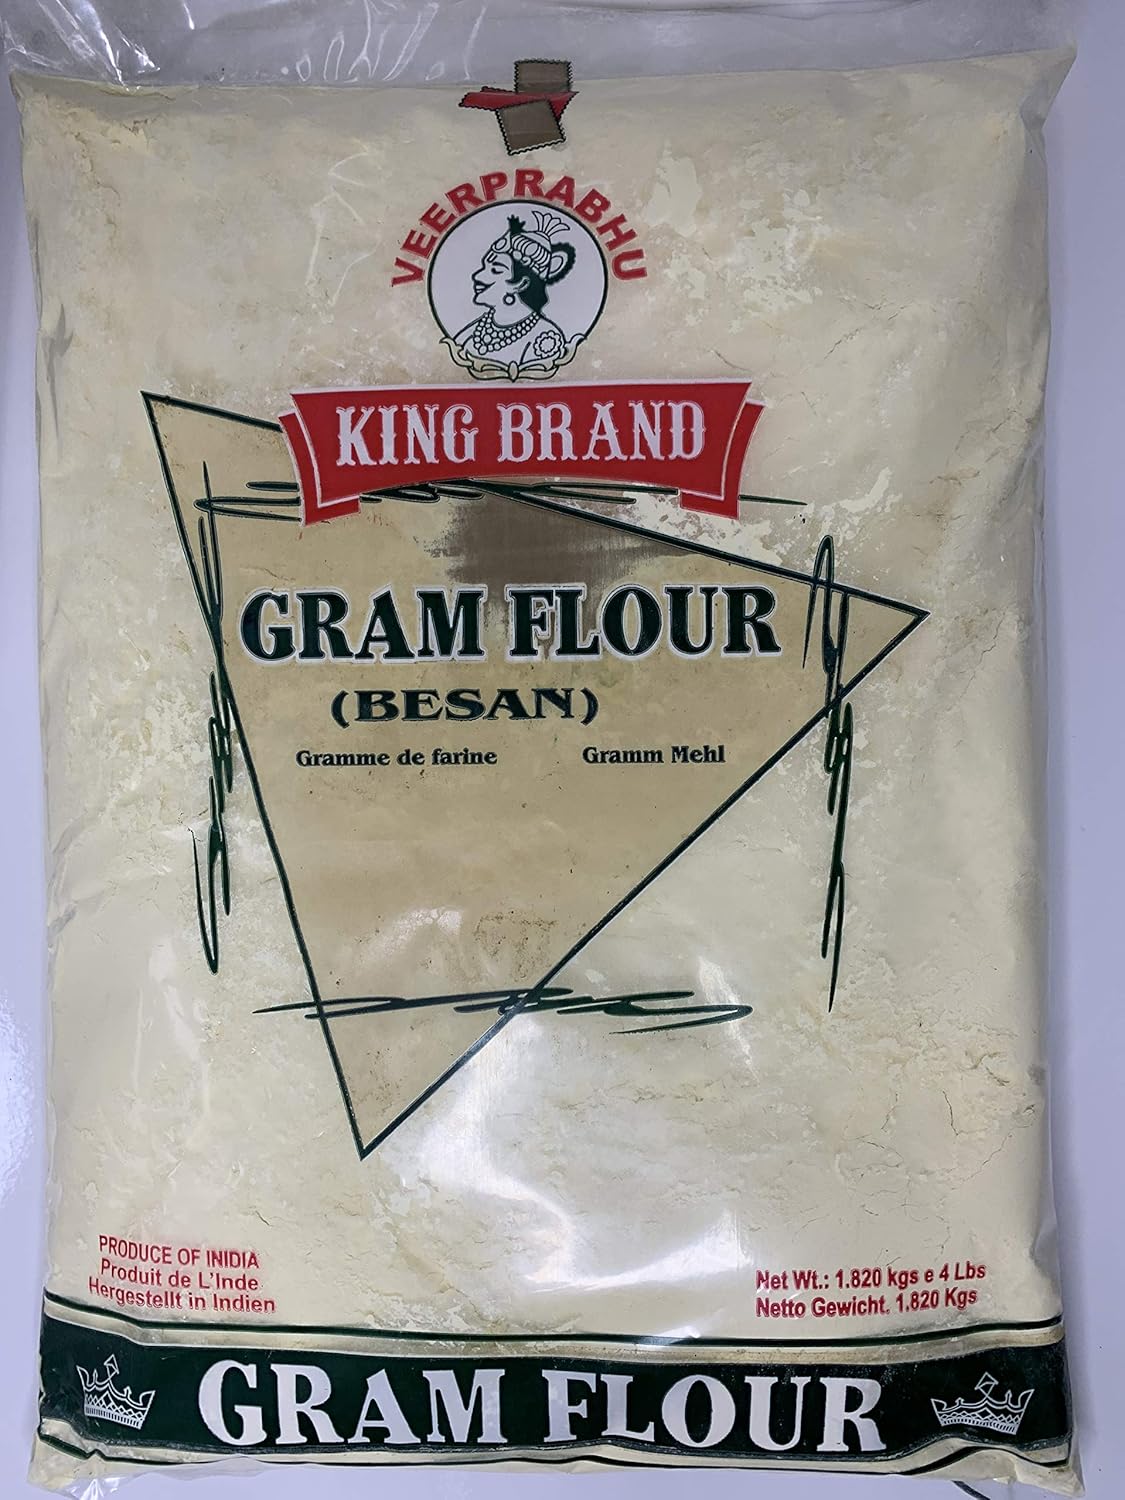 VEERPRABHU
KING BRAND
GRAM FLOUR
(BESAN)
Gramme de farine Gramm Mehl
PRODUCE OF INIDIA
Produit de L'Inde
Hergestellt in Indien
Net Wt.: 1.820 kgs e 4 Lbs
Netto Gewicht. 1.820 Kgs
GRAM FLOUR